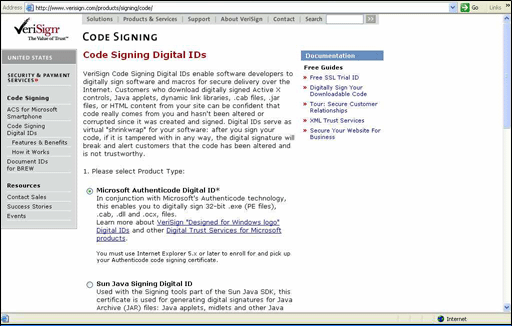 Address http://www.verisign.com/products/signing/code/ Go Links
VeriSign
The Value of Trust™
Solutions | Products & Services | Support | About VeriSign | Contact | Search
UNITED STATES
SECURITY & PAYMENT
SERVICES
Code Signing
ACS for Microsoft
Smartphone
Code Signing
Digital IDs
Features & Benefits
How it Works
Document IDs
for BREW
Resources
Contact Sales
Success Stories
Events
CODE SIGNING
Code Signing Digital IDs
VeriSign Code Signing Digital IDs enable software developers to
digitally sign software and macros for secure delivery over the
Internet. Customers who download digitally signed Active X
controls, Java applets, dynamic link libraries, .cab files, .jar
files, or HTML content from your site can be confident that
code really comes from you and hasn't been altered or
corrupted since it was created and signed. Digital IDs serve as
virtual "shrinkwrap" for your software: after you sign your
code, if it is tampered with in any way, the digital signature will
break and alert customers that the code has been altered and
is not trustworthy.
1. Please select Product Type:
Microsoft Authenticode Digital ID*
In conjunction with Microsoft's Authenticode technology,
this enables you to digitally sign 32-bit .exe (PE files),
.cab, .dll and .ocx, files.
Learn more about VeriSign "Designed for Windows logo"
Digital IDs and other Digital Trust Services for Microsoft
products.
You must use Internet Explorer 5.x or later to enroll for and pick up
your Authenticode code signing certificate.
Sun Java Signing Digital ID
Used with the Signing tools part of the Sun Java SDK, this
certificate is used for generating digital signatures for Java
Archive (JAR) files: Java applets, midlets and other Java
Documentation
Free Guides
Free SSL Trial ID
Digitally Sign Your
Downloadable Code
Tour: Secure Customer
Relationships
XML Trust Services
Secure Your Website For
Business
Internet